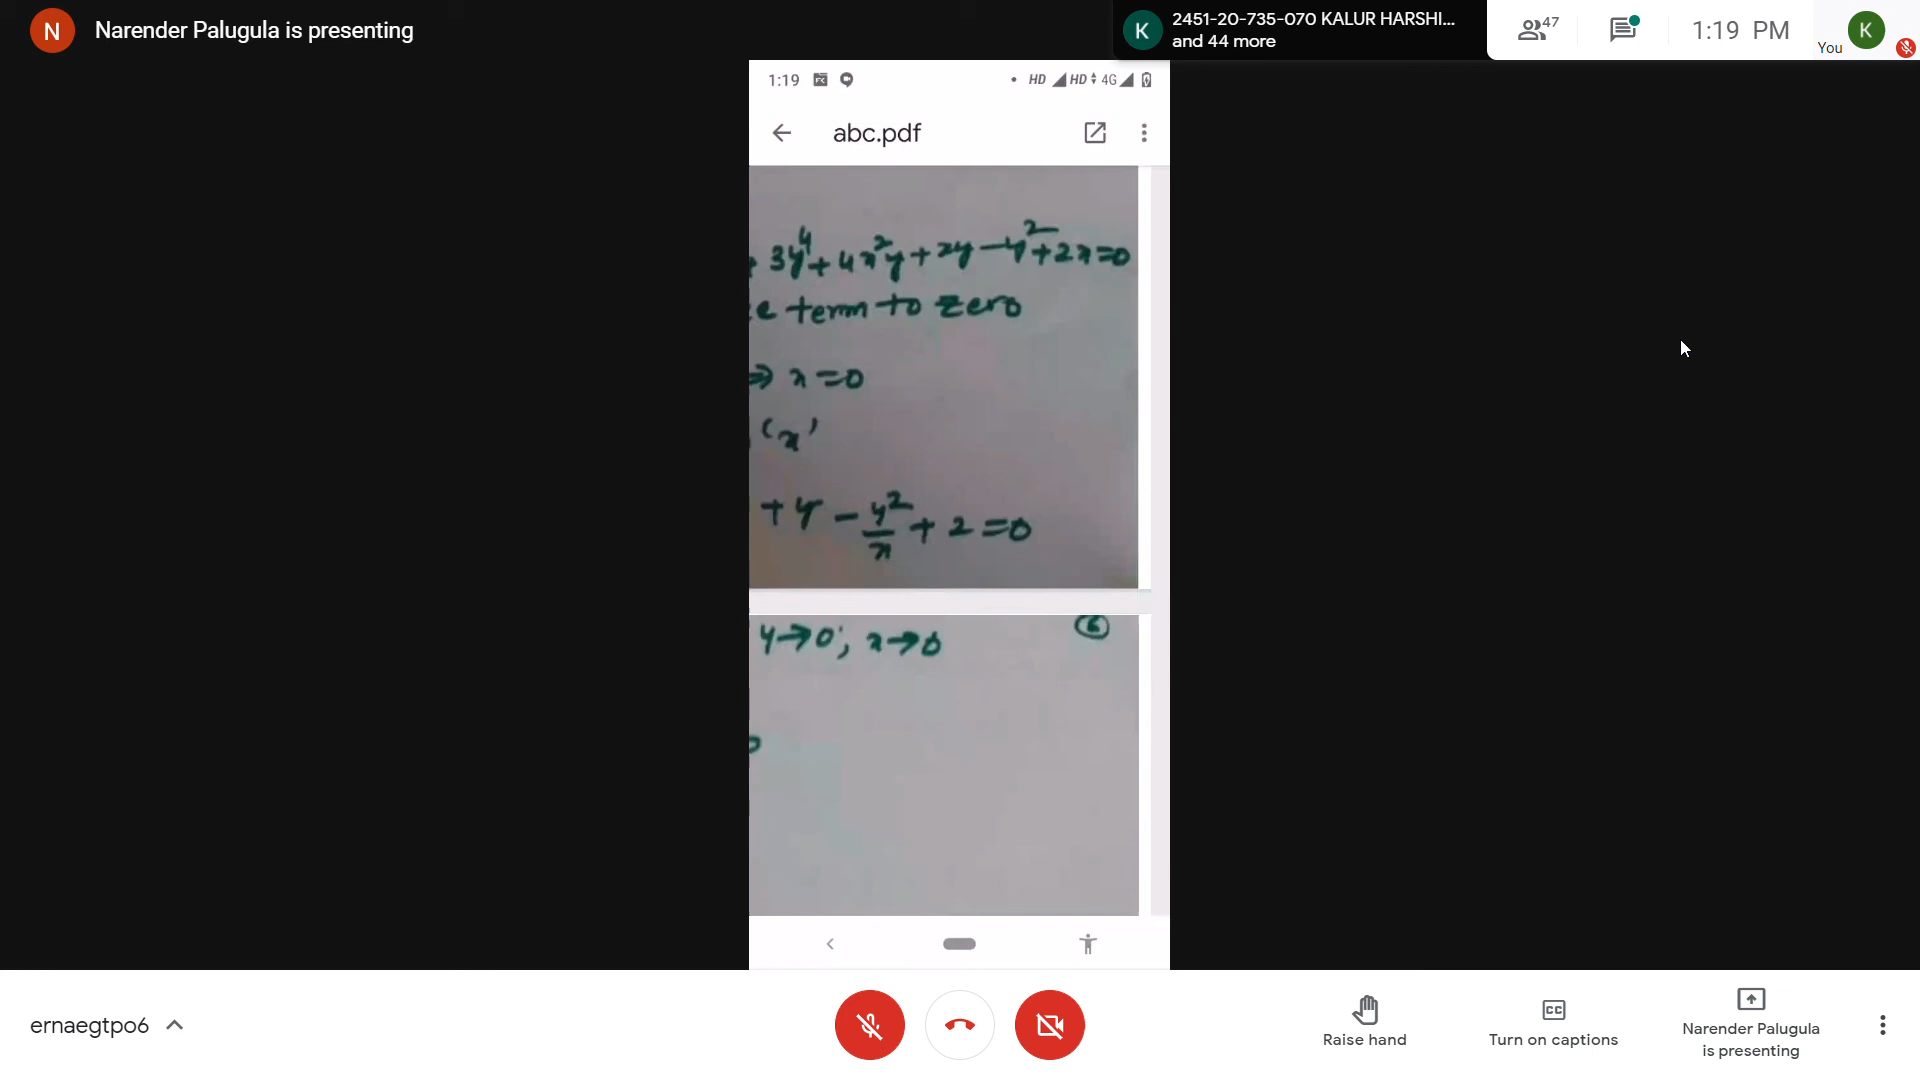 Narender Palugula is presenting
K
2451-20-735-070 KALUR HARSHI...
and 44 more
47
1:19 PM
You
K
N
1:19
HD HD 4G
abc.pdf
3y⁴+4x²y+2y-y²+2x=0
ce term to zero
⇒ x=0
'x'
+y-y²/x+2=0
y→0; x→0
6
ernaegtpo6
CC
Raise hand
Turn on captions
Narender Palugula
is presenting